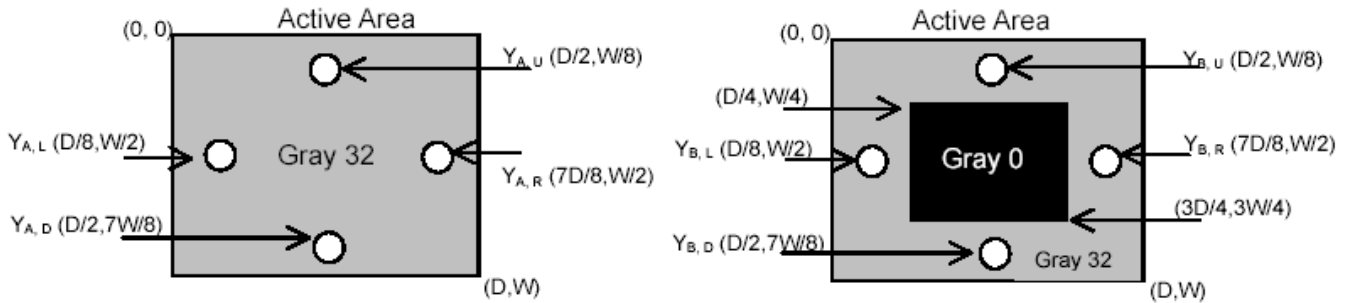 Active Area
(0, 0)
YA, U (D/2,W/8)
YA, L (D/8,W/2)
Gray 32
YA, R (7D/8,W/2)
YA, D (D/2,7W/8)
(D,W)
Active Area
(0, 0)
YB, U (D/2,W/8)
(D/4,W/4)
YB, L (D/8,W/2)
Gray 0
YB, R (7D/8,W/2)
(3D/4,3W/4)
YB, D (D/2,7W/8)
Gray 32
(D,W)